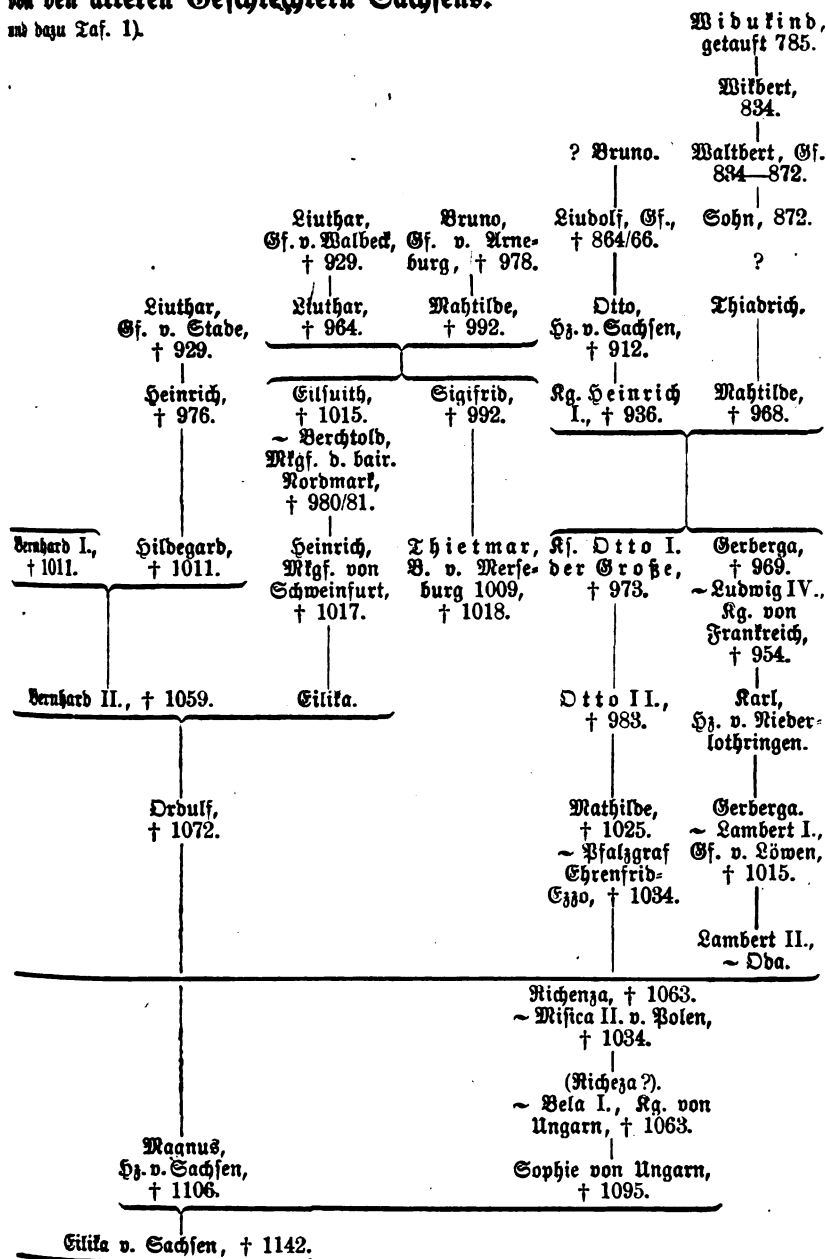 von den älteren Geschlechtern Sachsens.
und dazu Taf. 1).
Widukind,
getauft 785.
Wikbert,
834.
? Bruno.
Waltbert, Gf.
834—872.
Liuthar,
Gf. v. Walbeck,
† 929.
Bruno,
Gf. v. Arne-
burg, † 978.
Liudolf, Gf.,
† 864/66.
Sohn, 872.
?
Liuthar,
Gf. v. Stade,
† 929.
Liuthar,
† 964.
Mahtilde,
† 992.
Otto,
Hz. v. Sachsen,
† 912.
Thiadrich.
Heinrich,
† 976.
Eilsuith,
† 1015.
~ Berchtold,
Mkgf. d. bair.
Nordmark,
† 980/81.
Sigifrid,
† 992.
Kg. Heinrich
I., † 936.
Mahtilde,
† 968.
Bernhard I.,
† 1011.
Hildegard,
† 1011.
Heinrich,
Mkgf. von
Schweinfurt,
† 1017.
Thietmar,
B. v. Merse-
burg 1009,
† 1018.
Ks. Otto I.
der Große,
† 973.
Gerberga,
† 969.
~ Ludwig IV.,
Kg. von
Frankreich,
† 954.
Bernhard II., † 1059.
Eilika.
Otto II.,
† 983.
Karl,
Hz. v. Nieder-
lothringen.
Ordulf,
† 1072.
Mathilde,
† 1025.
~ Pfalzgraf
Ehrenfrid-
Ezzo, † 1034.
Gerberga.
~ Lambert I.,
Gf. v. Löwen,
† 1015.
Lambert II.,
~ Oda.
Richenza, † 1063.
~ Misica II. v. Polen,
† 1034.
(Richeza?).
~ Bela I., Kg. von
Ungarn, † 1063.
Magnus,
Hz. v. Sachsen,
† 1106.
Sophie von Ungarn,
† 1095.
Eilika v. Sachsen, † 1142.